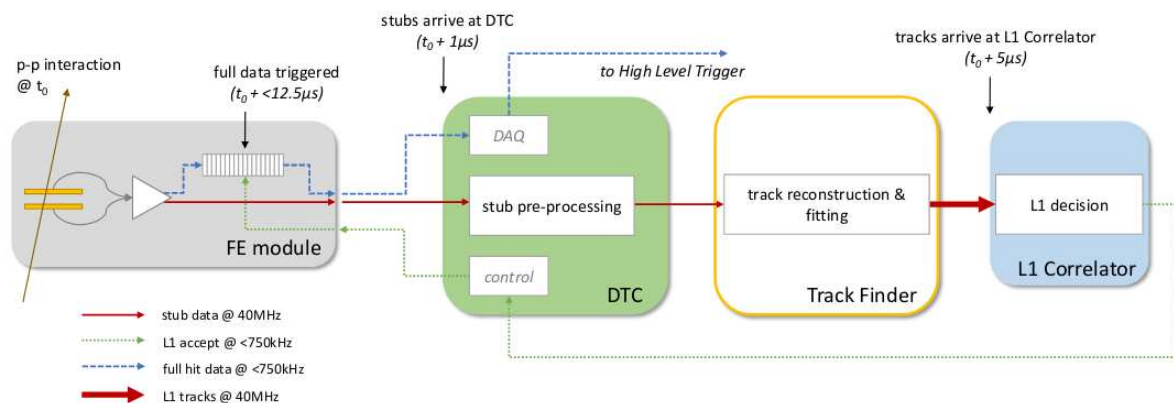 stubs arrive at DTC
(t₀ + 1µs)
tracks arrive at L1 Correlator
(t₀ + 5µs)
p-p interaction
@ t₀
full data triggered
(t₀ + <12.5µs)
to High Level Trigger
DAQ
stub pre-processing
track reconstruction &
fitting
L1 decision
FE module
control
DTC
Track Finder
L1 Correlator
stub data @ 40MHz
L1 accept @ <750kHz
full hit data @ <750kHz
L1 tracks @ 40MHz